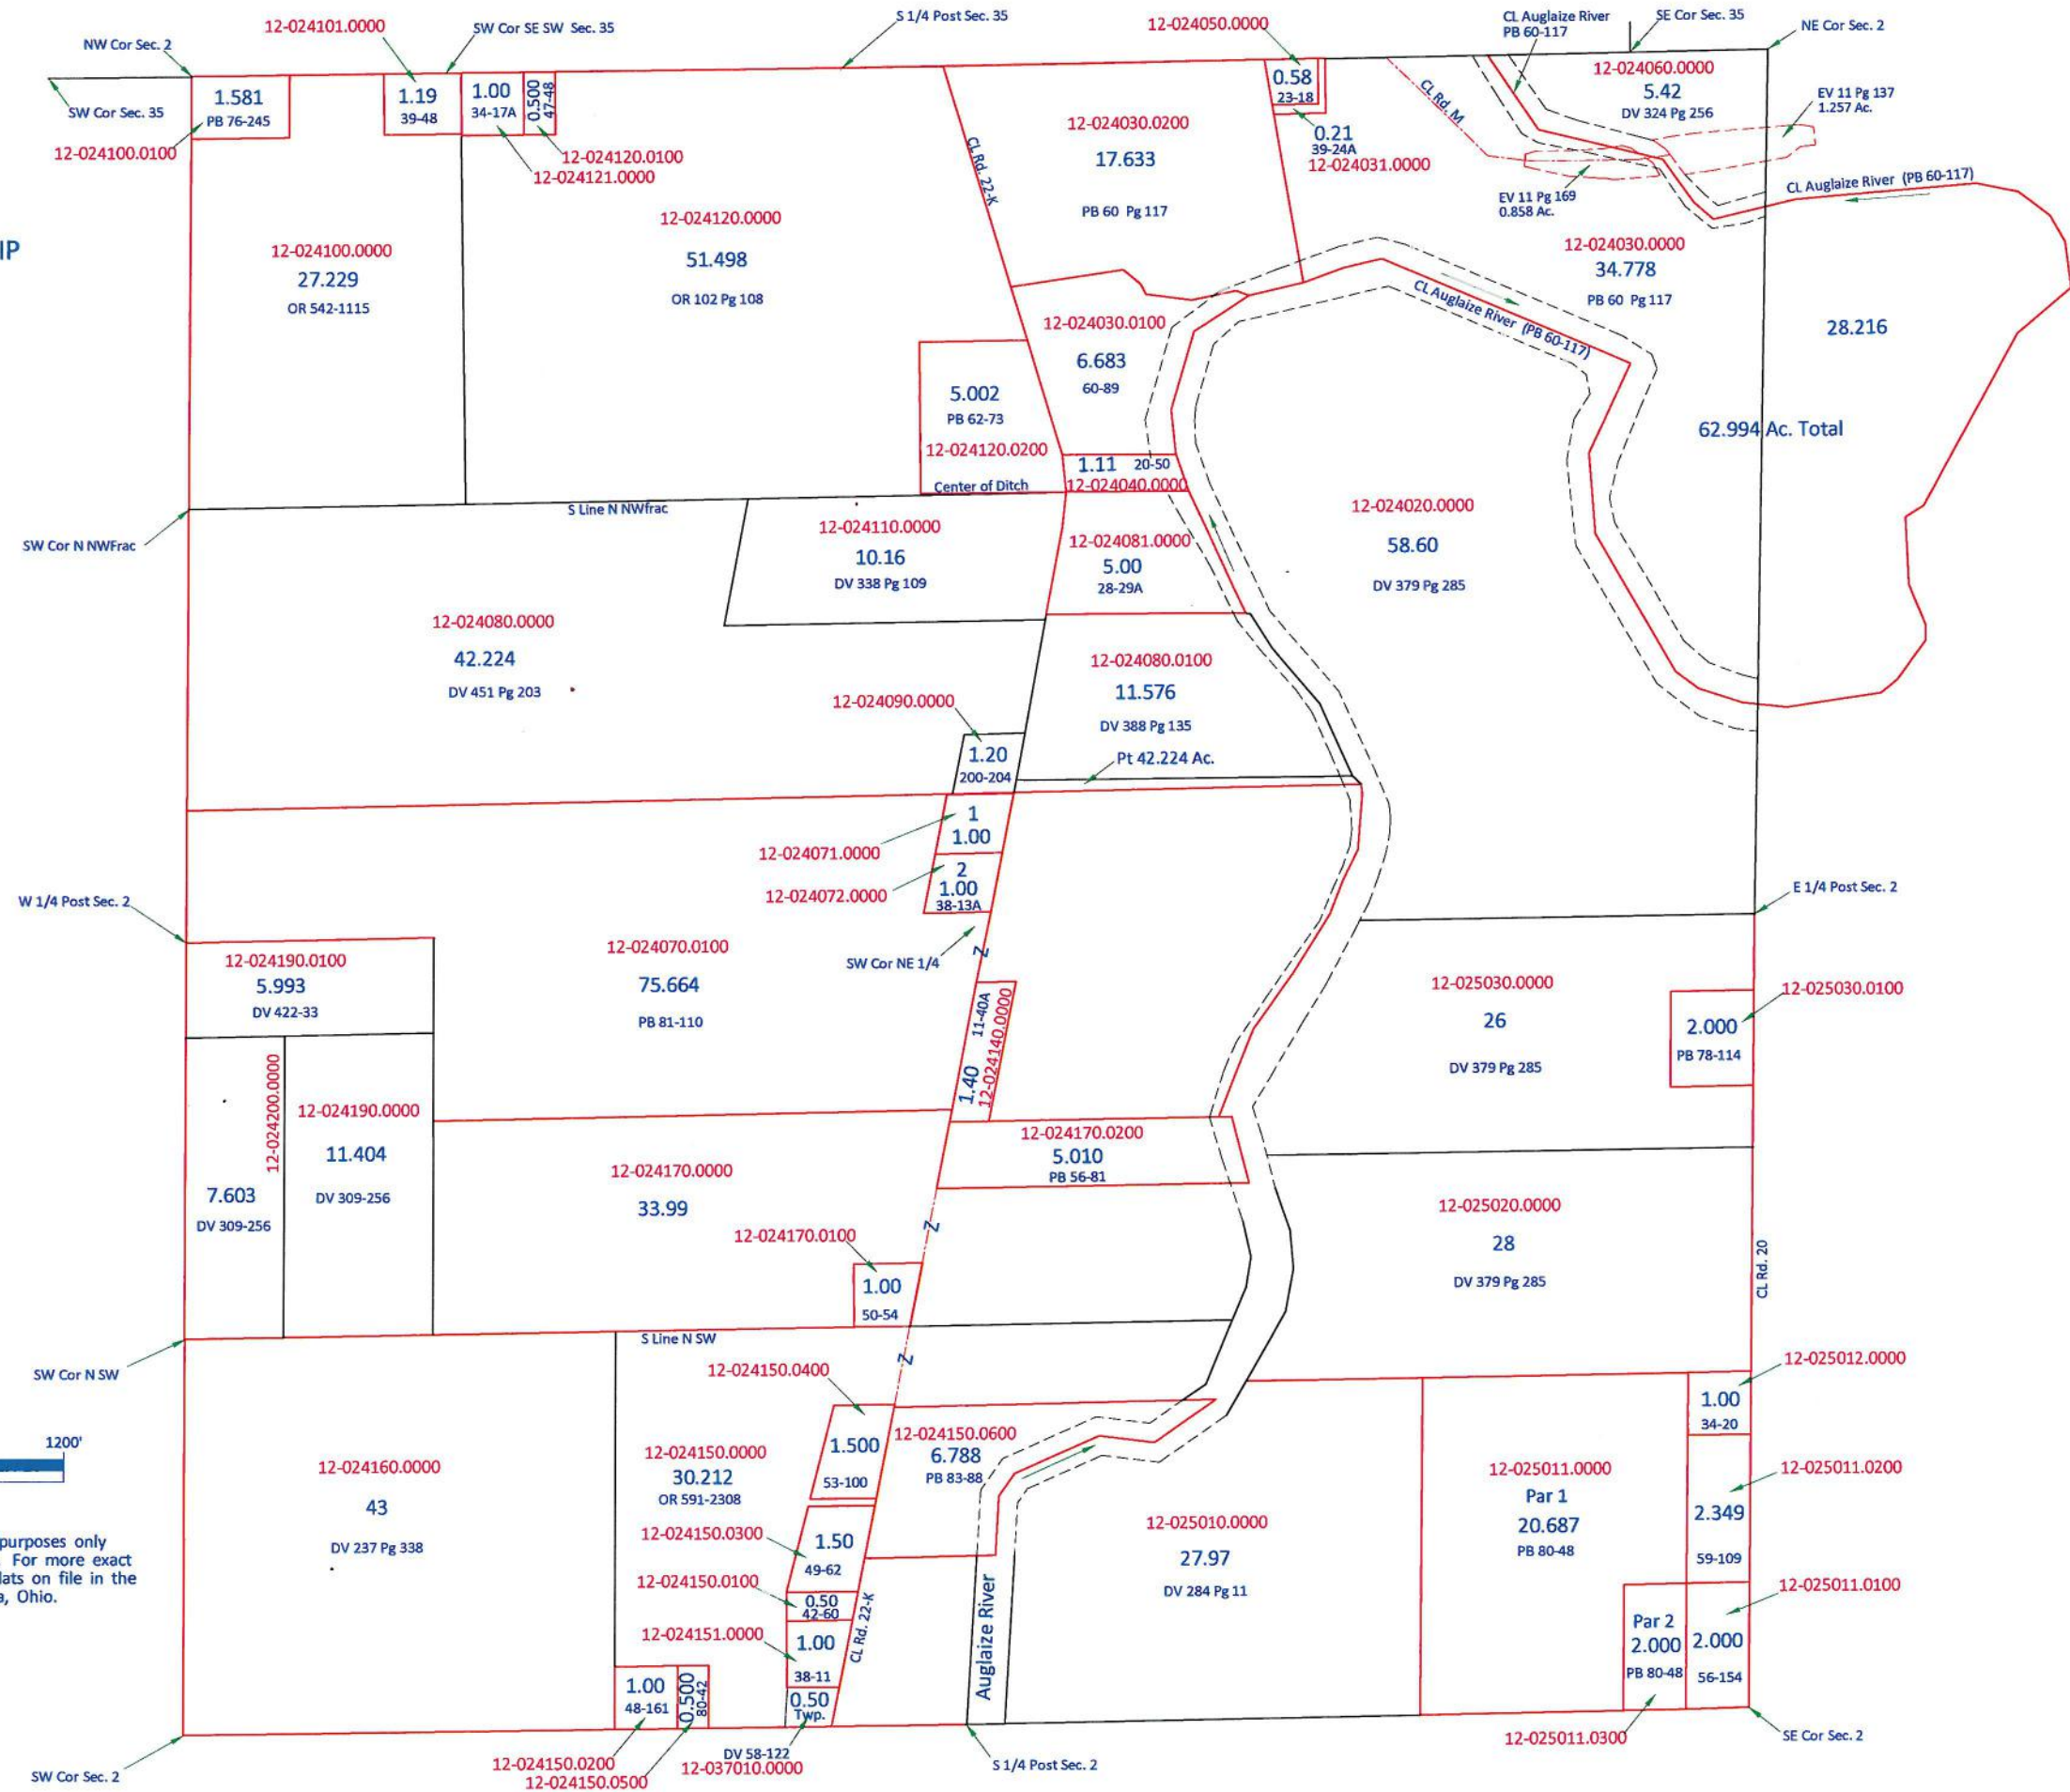 12-024101.0000
NW Cor Sec. 2
SW Cor SE SW Sec. 35
S 1/4 Post Sec. 35
12-024050.0000
CL Auglaize River
PB 60-117
SE Cor Sec. 35
NE Cor Sec. 2
SW Cor Sec. 35
1.581
PB 76-245
12-024100.0100
1.19
39-48
1.00
34-17A
0.500
47-48
12-024120.0100
12-024121.0000
CL Rd. 22-K
12-024030.0200
17.633
PB 60 Pg 117
0.58
23-18
0.21
39-24A
12-024031.0000
CL Rd. M
12-024060.0000
5.42
DV 324 Pg 256
EV 11 Pg 137
1.257 Ac.
EV 11 Pg 169
0.858 Ac.
CL Auglaize River (PB 60-117)
IP
12-024100.0000
27.229
OR 542-1115
12-024120.0000
51.498
OR 102 Pg 108
12-024030.0000
34.778
PB 60 Pg 117
28.216
CL Auglaize River (PB 60-117)
62.994 Ac. Total
12-024030.0100
6.683
60-89
5.002
PB 62-73
12-024120.0200
Center of Ditch
1.11 20-50
12-024040.0000
S Line N NWfrac
SW Cor N NWFrac
12-024110.0000
10.16
DV 338 Pg 109
12-024081.0000
5.00
28-29A
12-024020.0000
58.60
DV 379 Pg 285
12-024080.0000
42.224
DV 451 Pg 203
12-024080.0100
11.576
DV 388 Pg 135
Pt 42.224 Ac.
12-024090.0000
1.20
200-204
1
1.00
12-024071.0000
2
1.00
38-13A
12-024072.0000
W 1/4 Post Sec. 2
E 1/4 Post Sec. 2
SW Cor NE 1/4
Z
12-024190.0100
5.993
DV 422-33
12-024070.0100
75.664
PB 81-110
11-40A
1.40
12-024140.0000
12-025030.0000
26
DV 379 Pg 285
12-025030.0100
2.000
PB 78-114
12-024200.0000
7.603
DV 309-256
12-024190.0000
11.404
DV 309-256
12-024170.0000
33.99
12-024170.0200
5.010
PB 56-81
12-024170.0100
1.00
50-54
Z
12-025020.0000
28
DV 379 Pg 285
CL Rd. 20
SW Cor N SW
S Line N SW
Z
12-024150.0400
1.500
53-100
12-024150.0600
6.788
PB 83-88
12-025012.0000
1.00
34-20
1200'
12-024160.0000
43
DV 237 Pg 338
12-024150.0000
30.212
OR 591-2308
12-024150.0300
1.50
49-62
12-024150.0100
0.50
42-60
12-024151.0000
1.00
38-11
CL Rd. 22-K
0.50
Twp.
Auglaize River
12-025010.0000
27.97
DV 284 Pg 11
12-025011.0000
Par 1
20.687
PB 80-48
12-025011.0200
2.349
59-109
12-025011.0100
2.000
56-154
Par 2
2.000
PB 80-48
12-025011.0300
purposes only
For more exact
lats on file in the
, Ohio.
1.00
48-161
0.500
80-42
12-024150.0200
12-024150.0500
DV 58-122
12-037010.0000
S 1/4 Post Sec. 2
SE Cor Sec. 2
SW Cor Sec. 2